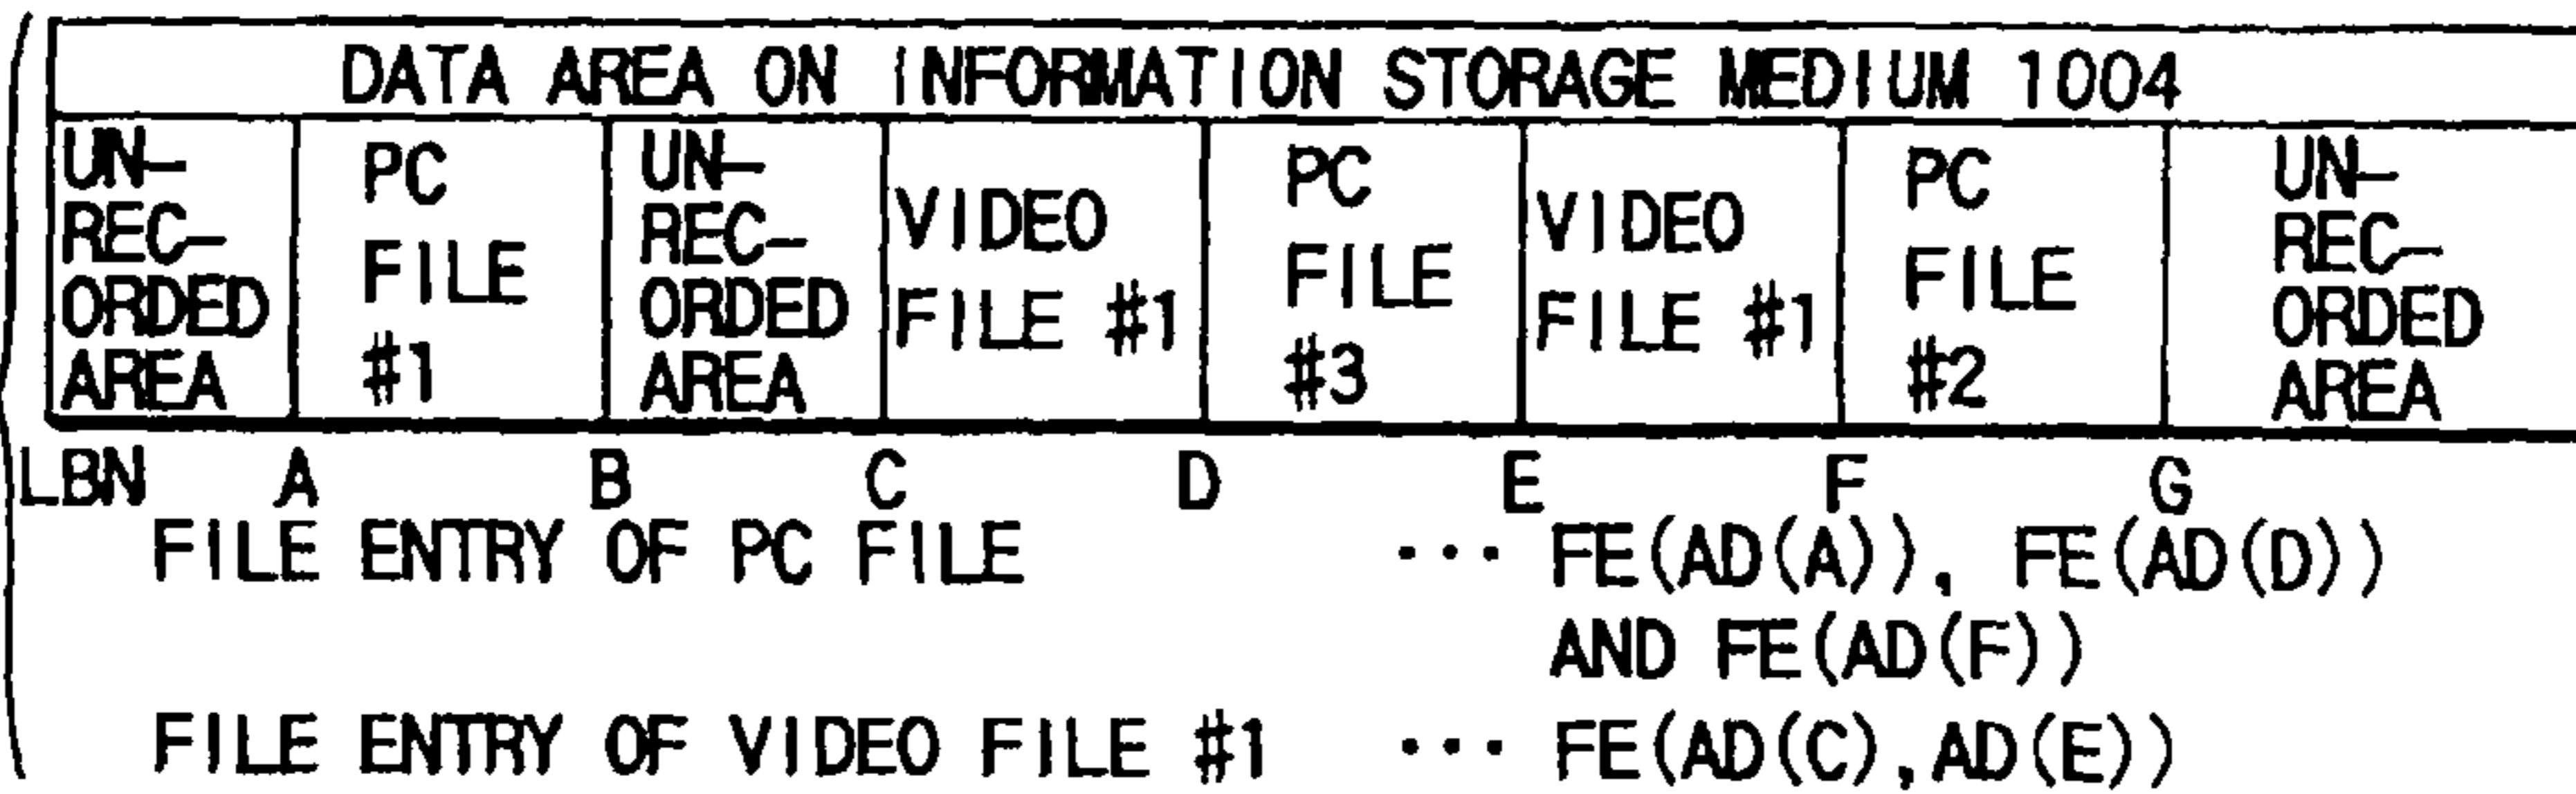 DATA AREA ON INFORMATION STORAGE MEDIUM 1004
UN-
REC-
ORDED
AREA
PC
FILE
#1
UN-
REC-
ORDED
AREA
VIDEO
FILE #1
PC
FILE
#3
VIDEO
FILE #1
PC
FILE
#2
UN-
REC-
ORDED
AREA
LBN A B C D E F G
FILE ENTRY OF PC FILE ··· FE(AD(A)), FE(AD(D))
AND FE(AD(F))
FILE ENTRY OF VIDEO FILE #1 ··· FE(AD(C),AD(E))